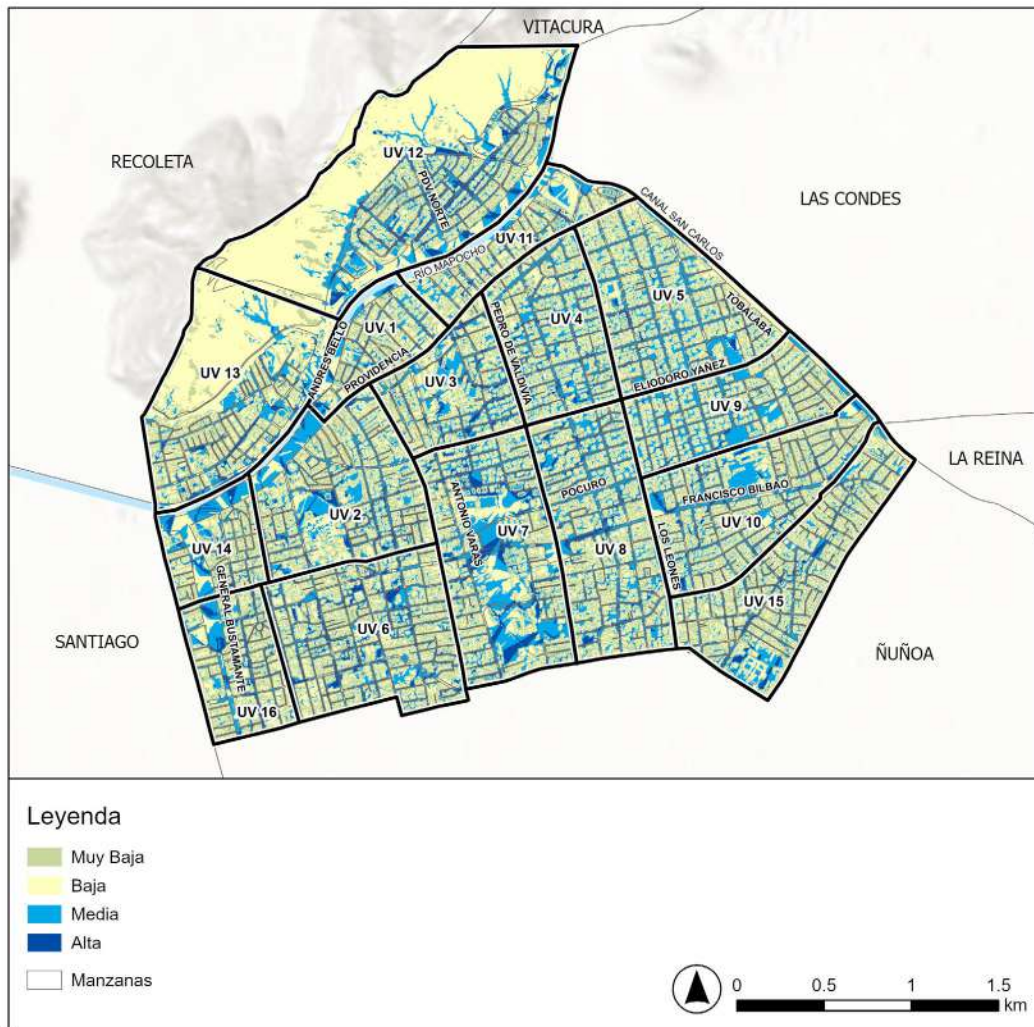 VITACURA
RECOLETA
LAS CONDES
UV 12
PDV NORTE
CANAL SAN CARLOS
UV 11
RÍO MAPOCHO
UV 5
TOBALABA
UV 4
PEDRO DE VALDIVIA
UV 1
ANDRES BELLO
PROVIDENCIA
UV 3
UV 13
ELIODORO YAÑEZ
UV 9
LA REINA
POCURO
FRANCISCO BILBAO
UV 2
ANTONIO VARAS
UV 7
UV 10
UV 14
UV 8
LOS LEONES
GENERAL BUSTAMANTE
UV 15
UV 6
SANTIAGO
ÑUÑOA
UV 16
Leyenda
Muy Baja
Baja
Media
Alta
Manzanas
0 0.5 1 1.5
km